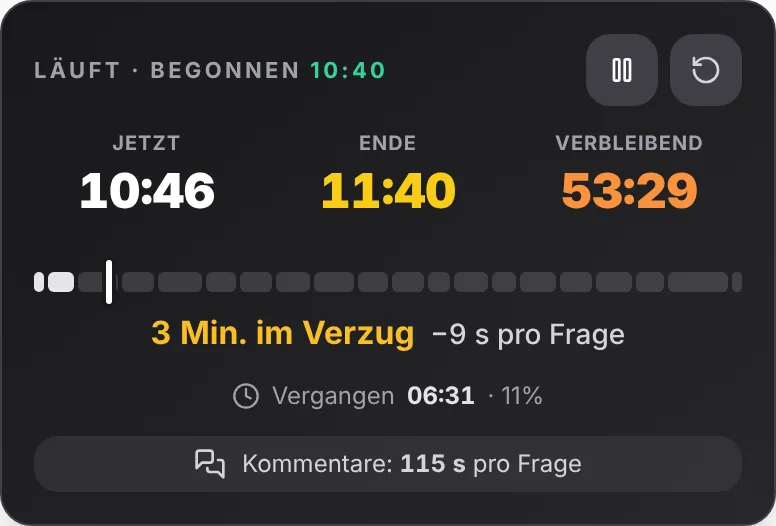 LÄUFT · BEGONNEN 10:40
JETZT ENDE VERBLEIBEND
10:46 11:40 53:29
3 Min. im Verzug −9 s pro Frage
Vergangen 06:31 · 11%
Kommentare: 115 s pro Frage